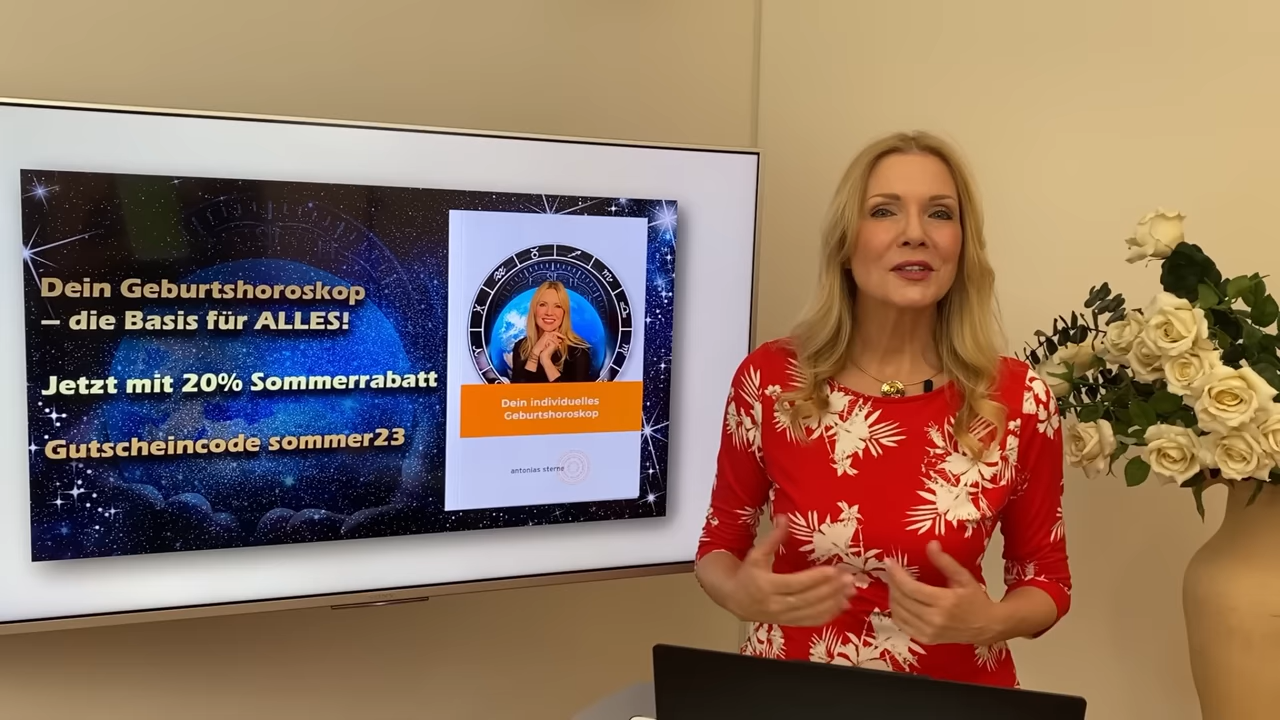 Dein Geburtshoroskop
– die Basis für ALLES!
Jetzt mit 20% Sommerrabatt
Gutscheincode sommer23
Dein individuelles
Geburtshoroskop
antonias sterne